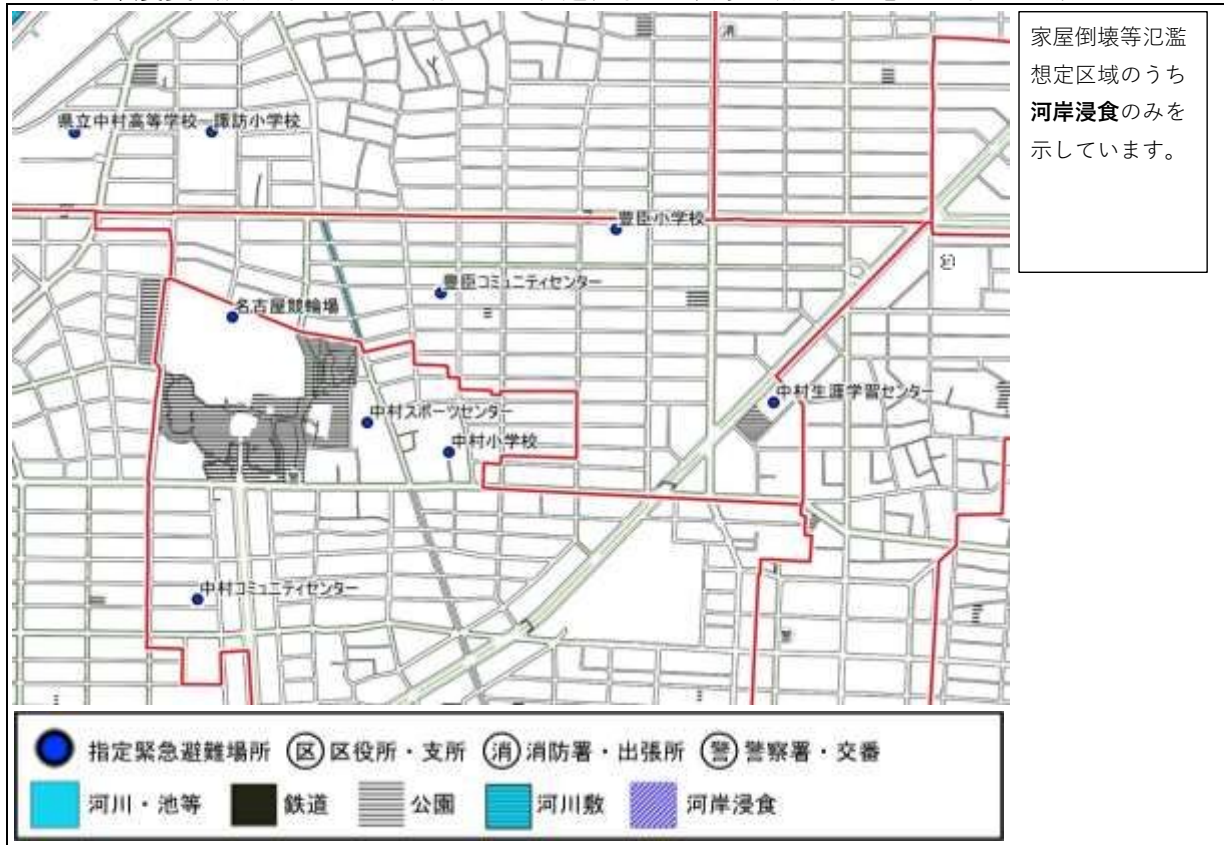 家屋倒壊等氾濫
想定区域のうち
河岸浸食のみを
示しています。
消
県立中村高等学校
諏訪小学校
豊臣小学校
豊臣コミュニティセンター
名古屋競輪場
中村生涯学習センター
中村スポーツセンター
中村小学校
中村コミュニティセンター
指定緊急避難場所 区 区役所・支所 消 消防署・出張所 警 警察署・交番
河川・池等 鉄道 公園 河川敷 河岸浸食